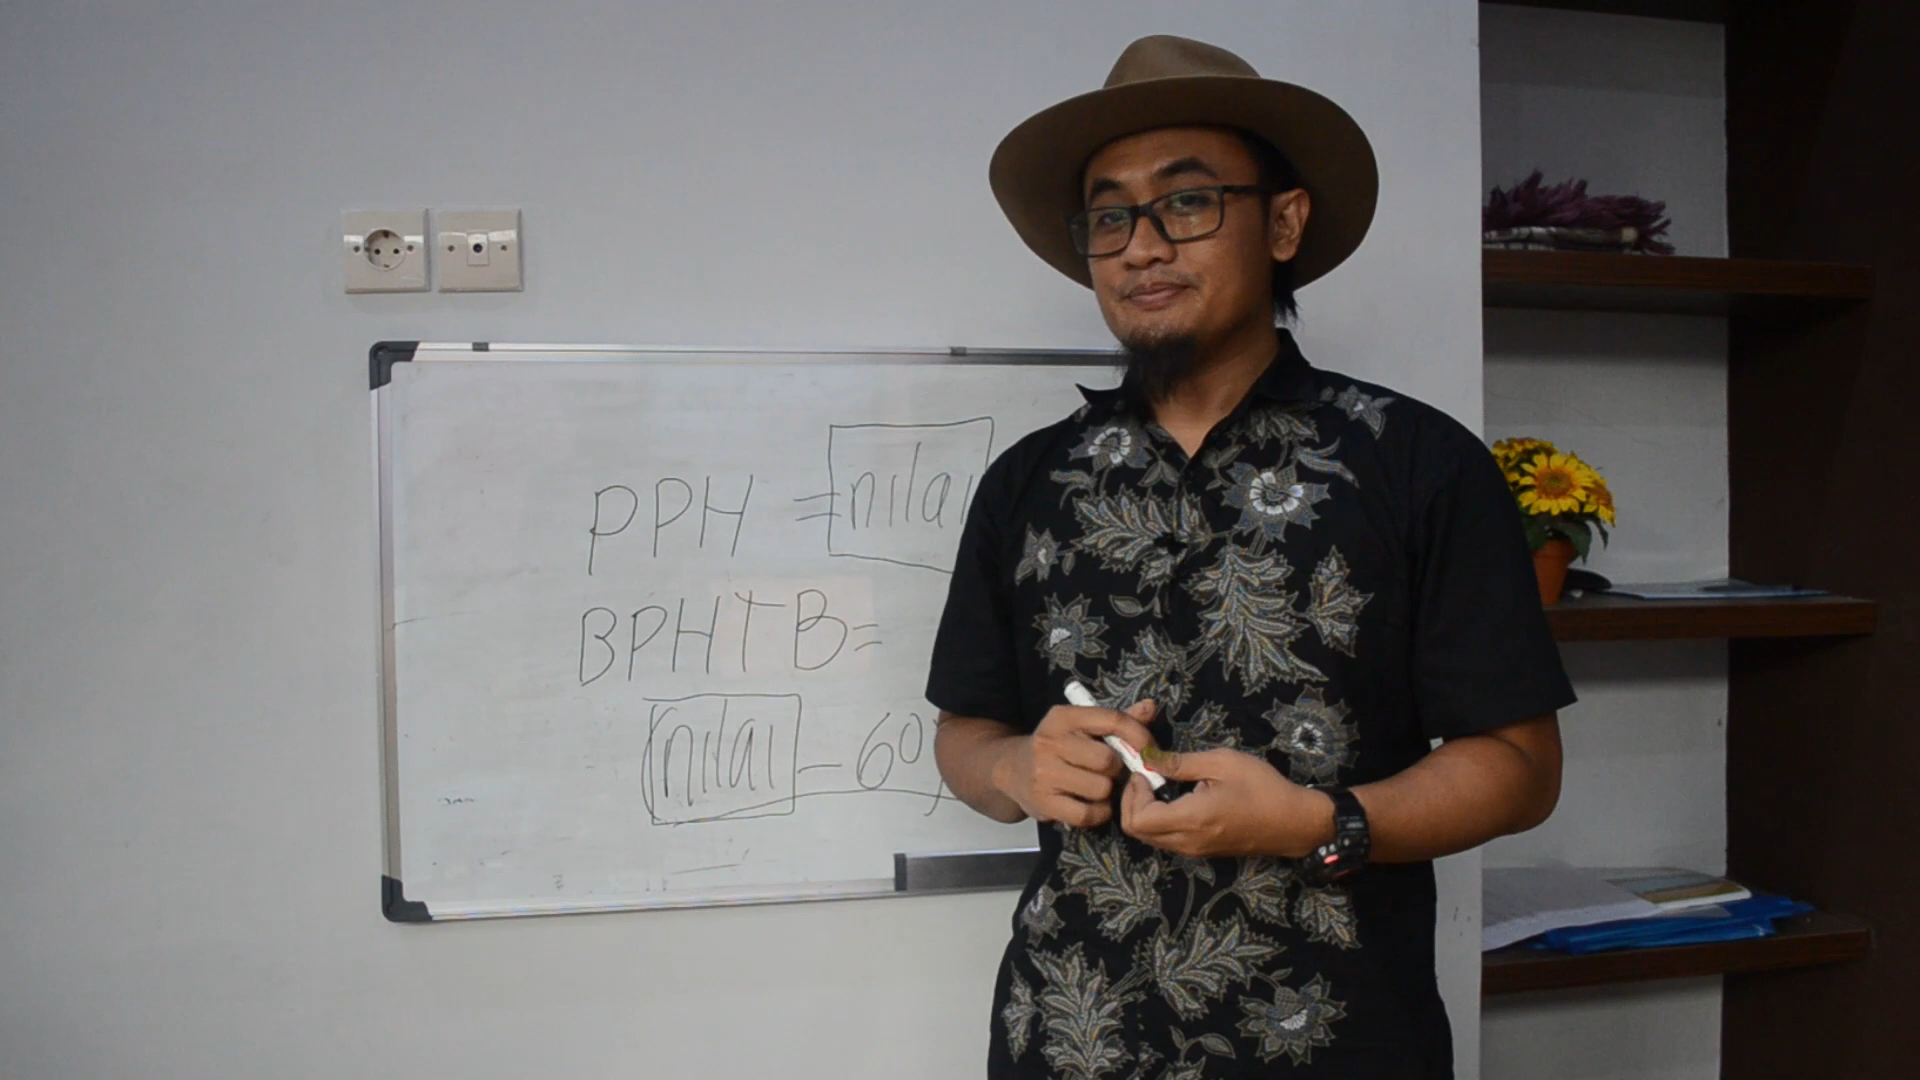 PPH = nilai
BPHTB =
(nilai - 60